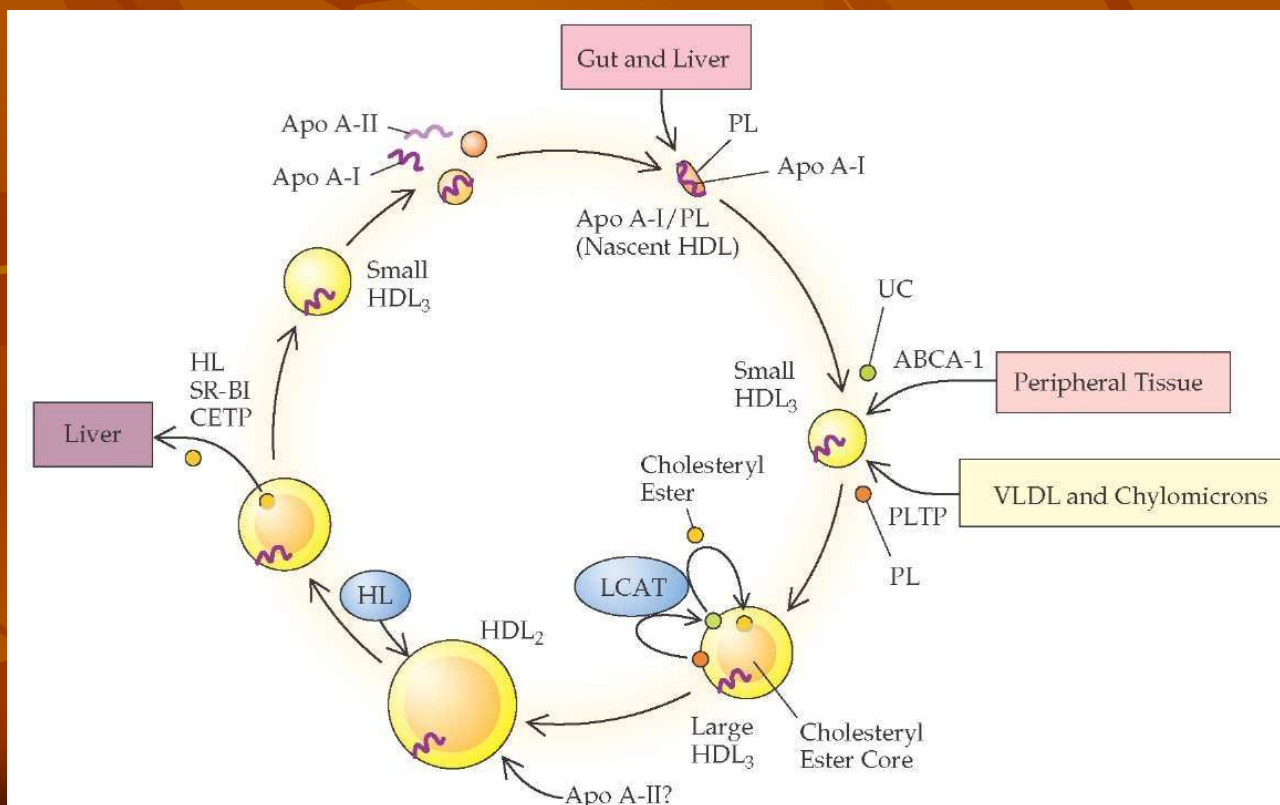 Gut and Liver
Apo A-II
Apo A-I
PL
Apo A-I
Apo A-I/PL
(Nascent HDL)
Small
HDL₃
UC
ABCA-1
Peripheral Tissue
Small
HDL₃
HL
SR-BI
CETP
Liver
VLDL and Chylomicrons
PLTP
PL
Cholesteryl
Ester
LCAT
HL
HDL₂
Large
HDL₃
Cholesteryl
Ester Core
Apo A-II?